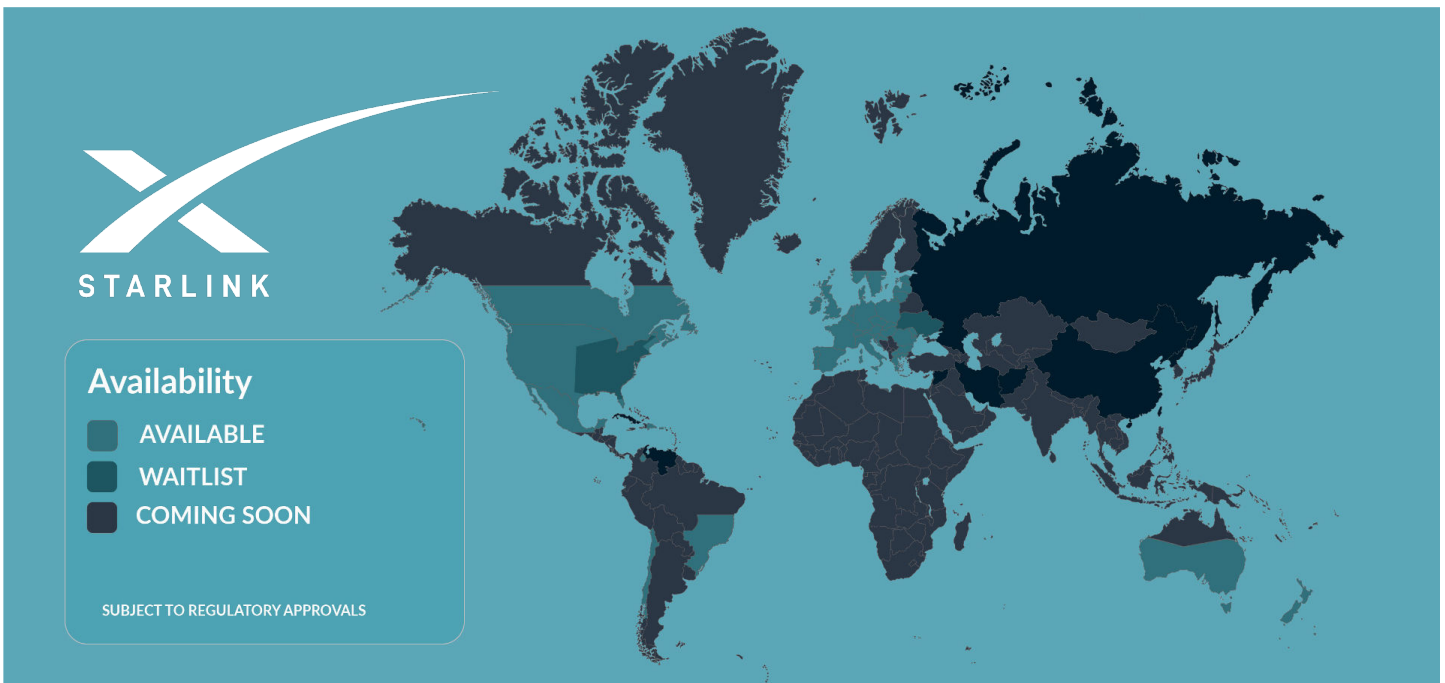 STARLINK
Availability
AVAILABLE
WAITLIST
COMING SOON
SUBJECT TO REGULATORY APPROVALS